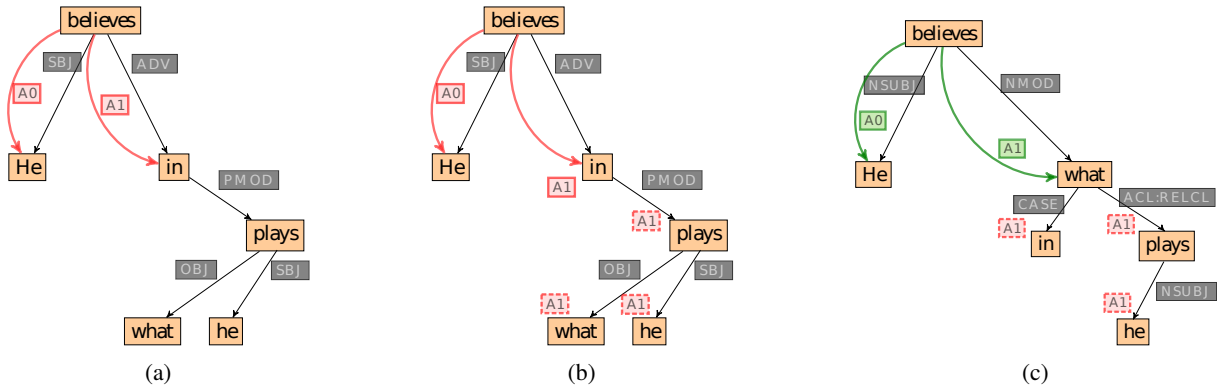 believes
SBJ
ADV
A0
A1
He
in
PMOD
plays
OBJ
SBJ
what
he
(a)
believes
SBJ
ADV
A0
He
in
A1
PMOD
A1
plays
OBJ
SBJ
A1
A1
what
he
(b)
believes
NSUBJ
NMOD
A0
A1
He
what
CASE
ACL:RELCL
A1
A1
in
plays
NSUBJ
A1
he
(c)